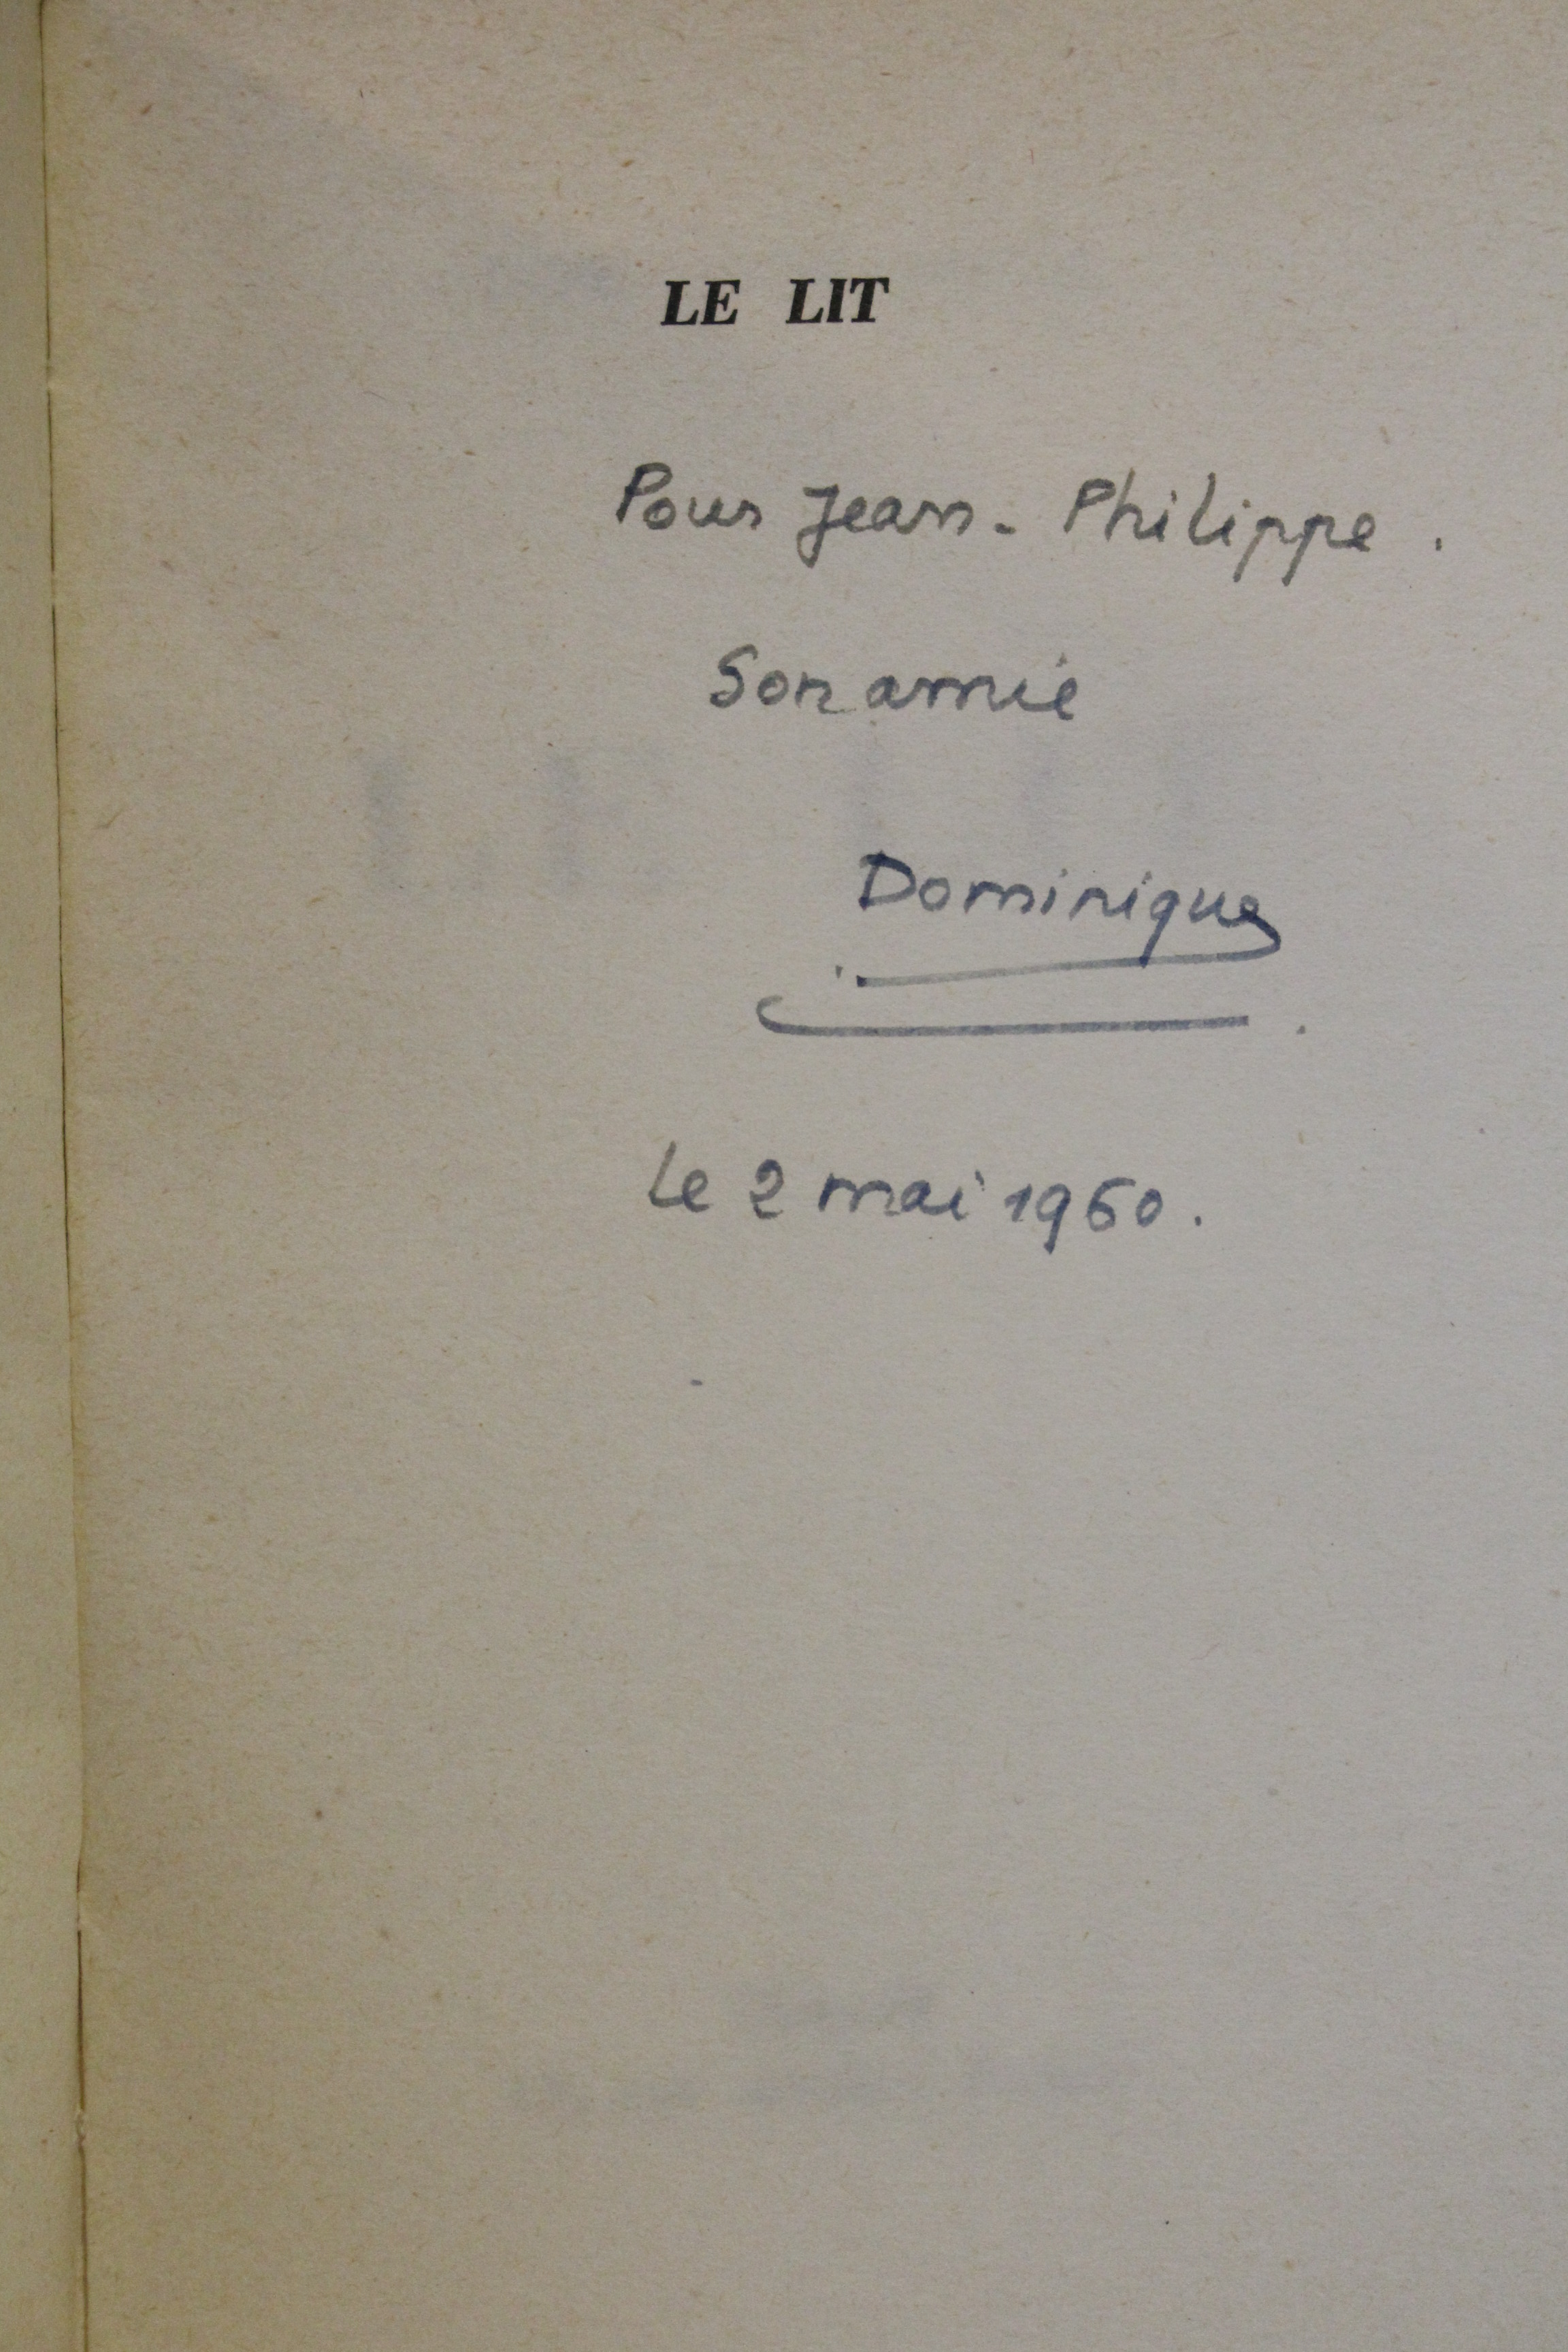 LE LIT
Pour Jean-Philippe.
Son amie
Dominique
Le 2 mai 1960.